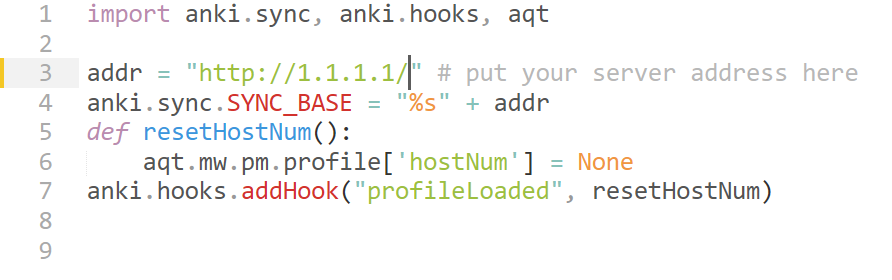 1 import anki.sync, anki.hooks, aqt
2
3 addr = "http://1.1.1.1/" # put your server address here
4 anki.sync.SYNC_BASE = "%s" + addr
5 def resetHostNum():
6     aqt.mw.pm.profile['hostNum'] = None
7 anki.hooks.addHook("profileLoaded", resetHostNum)
8
9